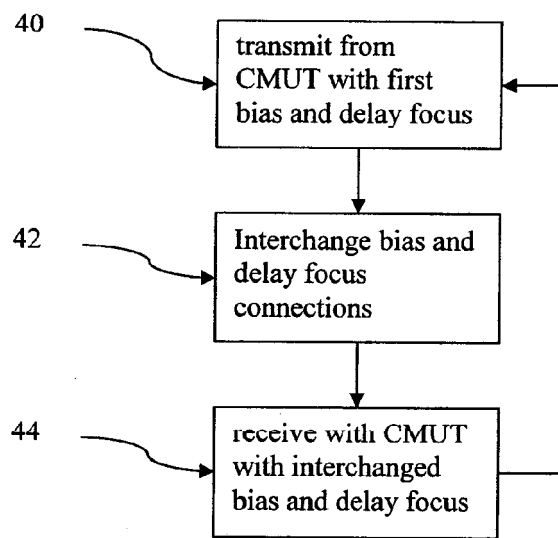 40
transmit from
CMUT with first
bias and delay focus
42
Interchange bias and
delay focus
connections
44
receive with CMUT
with interchanged
bias and delay focus